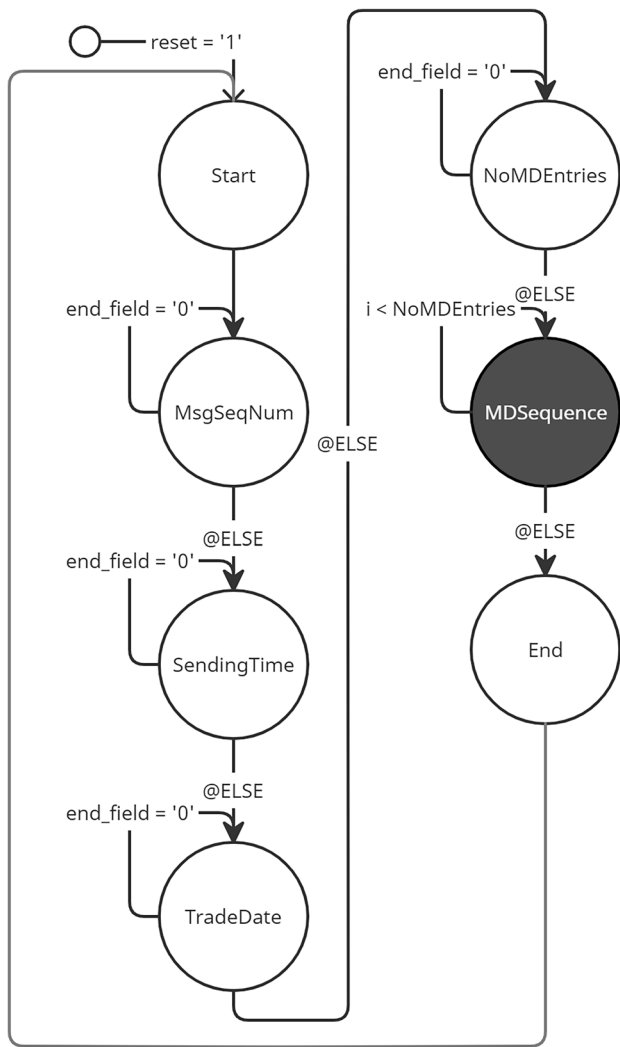 reset = '1'
Start
end_field = '0'
MsgSeqNum
@ELSE
end_field = '0'
SendingTime
@ELSE
end_field = '0'
TradeDate
@ELSE
end_field = '0'
NoMDEntries
@ELSE
i < NoMDEntries
MDSequence
@ELSE
End